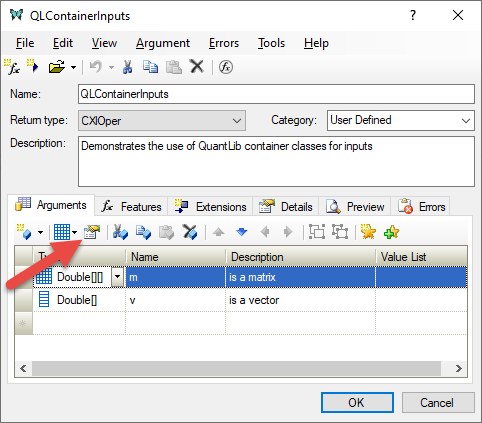 QLContainerInputs
File Edit View Argument Errors Tools Help
Name: QLContainerInputs
Return type: CXlOper Category: User Defined
Description: Demonstrates the use of QuantLib container classes for inputs
Arguments fx Features Extensions Details Preview Errors
Name Description Value List
Double[][] m is a matrix
Double[] v is a vector
OK Cancel